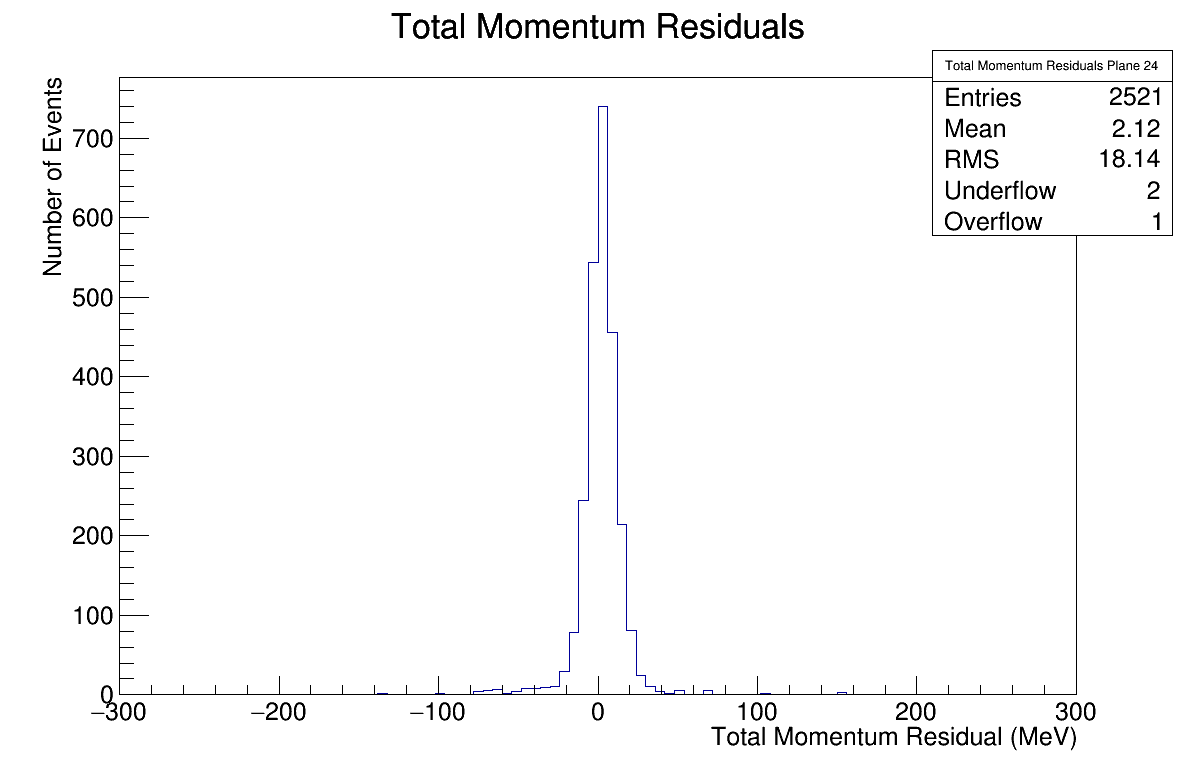 Total Momentum Residuals
Total Momentum Residuals Plane 24
Entries 2521
Mean 2.12
RMS 18.14
Underflow 2
Overflow 1
Number of Events
700
600
500
400
300
200
100
0
−300 −200 −100 0 100 200 300
Total Momentum Residual (MeV)